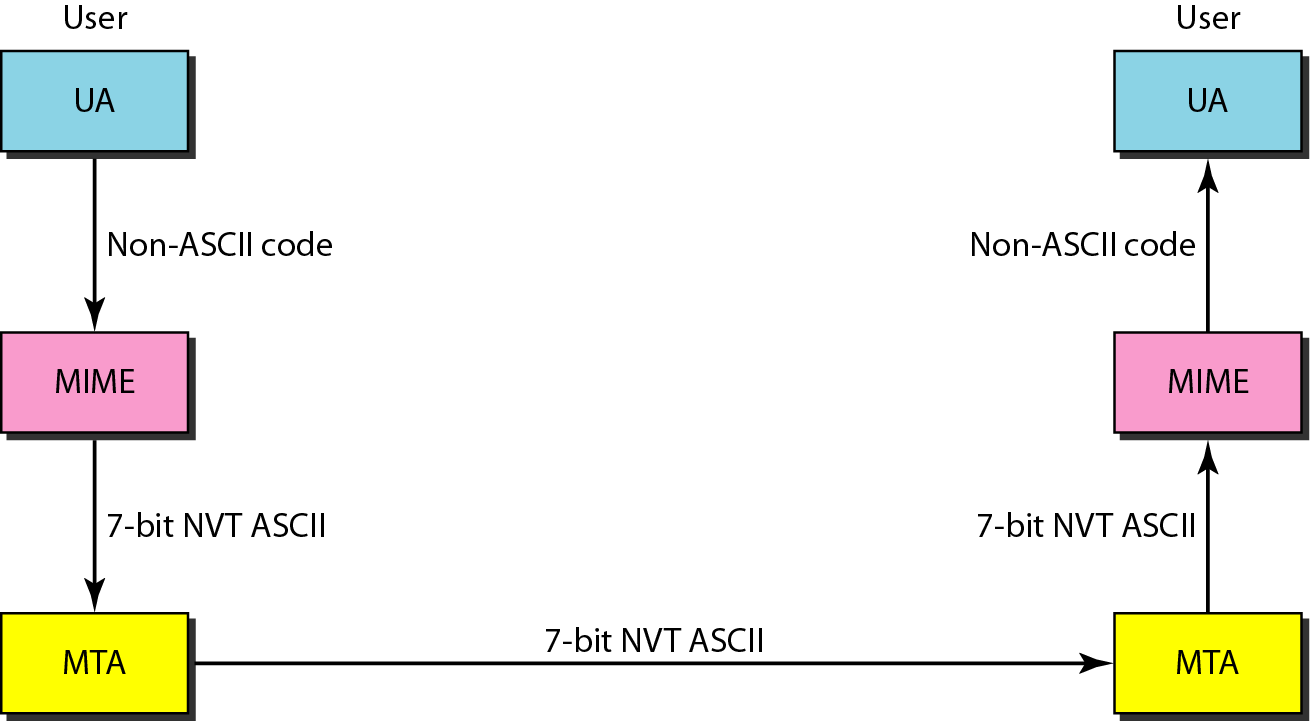 User
User
UA
UA
Non-ASCII code
Non-ASCII code
MIME
MIME
7-bit NVT ASCII
7-bit NVT ASCII
7-bit NVT ASCII
MTA
MTA